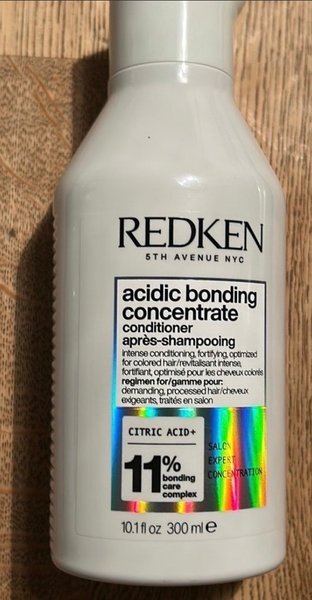 REDKEN
5TH AVENUE NYC
acidic bonding
concentrate
conditioner
après-shampooing
intense conditioning, fortifying, optimized
for colored hair/revitalisant intense,
fortifiant, optimisé pour les cheveux colorés
regimen for/gamme pour:
demanding, processed hair/cheveux
exigeants, traités en salon
CITRIC ACID+
11%
bonding
care
complex
SALON
EXPERT
CONCENTRATION
10.1 fl oz 300 ml e